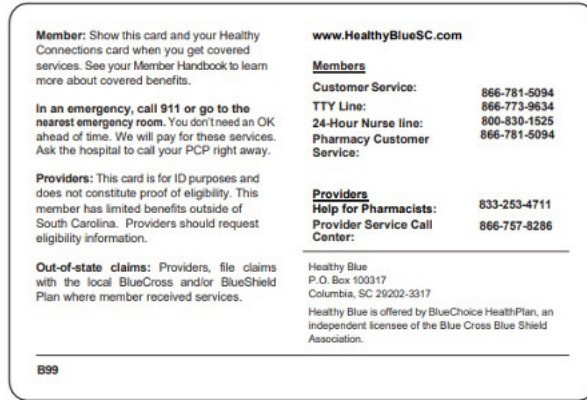 Member: Show this card and your Healthy
Connections card when you get covered
services. See your Member Handbook to learn
more about covered benefits.
In an emergency, call 911 or go to the
nearest emergency room. You don't need an OK
ahead of time. We will pay for these services.
Ask the hospital to call your PCP right away.
Providers: This card is for ID purposes and
does not constitute proof of eligibility. This
member has limited benefits outside of
South Carolina. Providers should request
eligibility information.
Out-of-state claims: Providers, file claims
with the local BlueCross and/or BlueShield
Plan where member received services.
www.HealthyBlueSC.com
Members
Customer Service: 866-781-5094
TTY Line: 866-773-9634
24-Hour Nurse line: 800-830-1525
Pharmacy Customer 866-781-5094
Service:
Providers
Help for Pharmacists: 833-253-4711
Provider Service Call 866-757-8286
Center:
Healthy Blue
P.O. Box 100317
Columbia, SC 29202-3317
Healthy Blue is offered by BlueChoice HealthPlan, an
independent licensee of the Blue Cross Blue Shield
Association.
B99